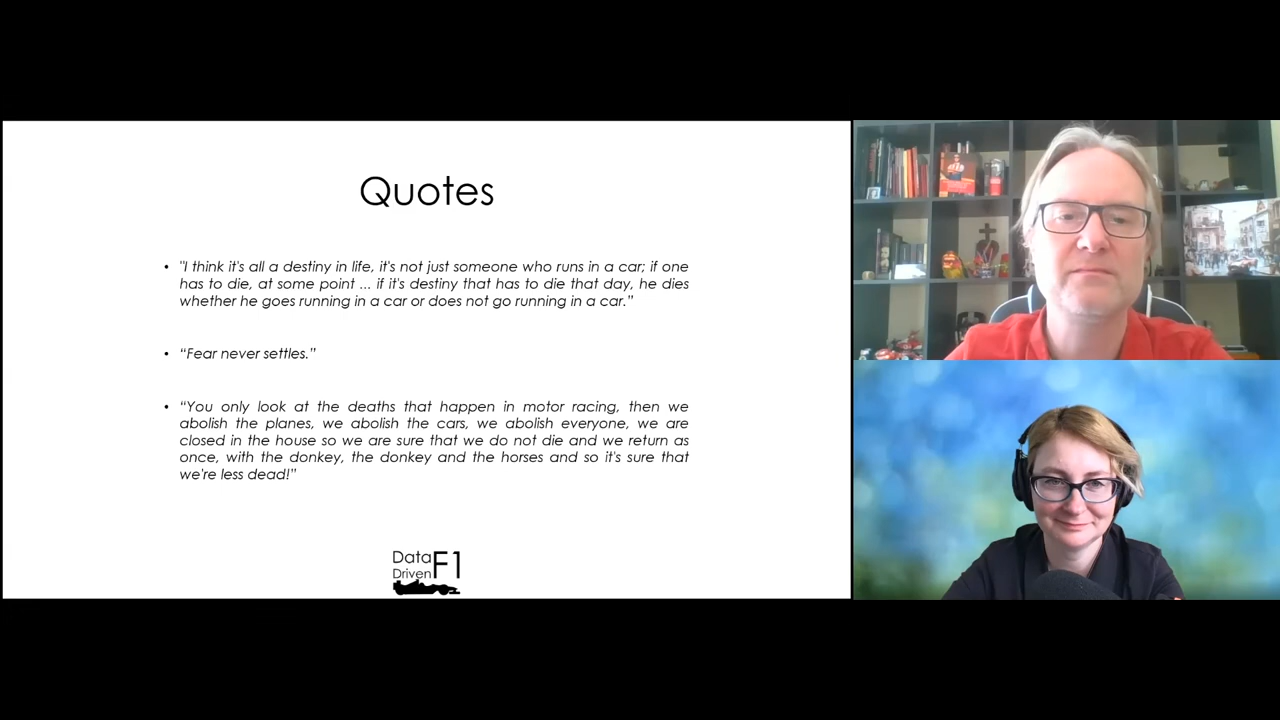 Quotes
• "I think it's all a destiny in life, it's not just someone who runs in a car; if one
has to die, at some point ... if it's destiny that has to die that day, he dies
whether he goes running in a car or does not go running in a car.”
• “Fear never settles.”
• “You only look at the deaths that happen in motor racing, then we
abolish the planes, we abolish the cars, we abolish everyone, we are
closed in the house so we are sure that we do not die and we return as
once, with the donkey, the donkey and the horses and so it's sure that
we're less dead!”
Data
Driven F1